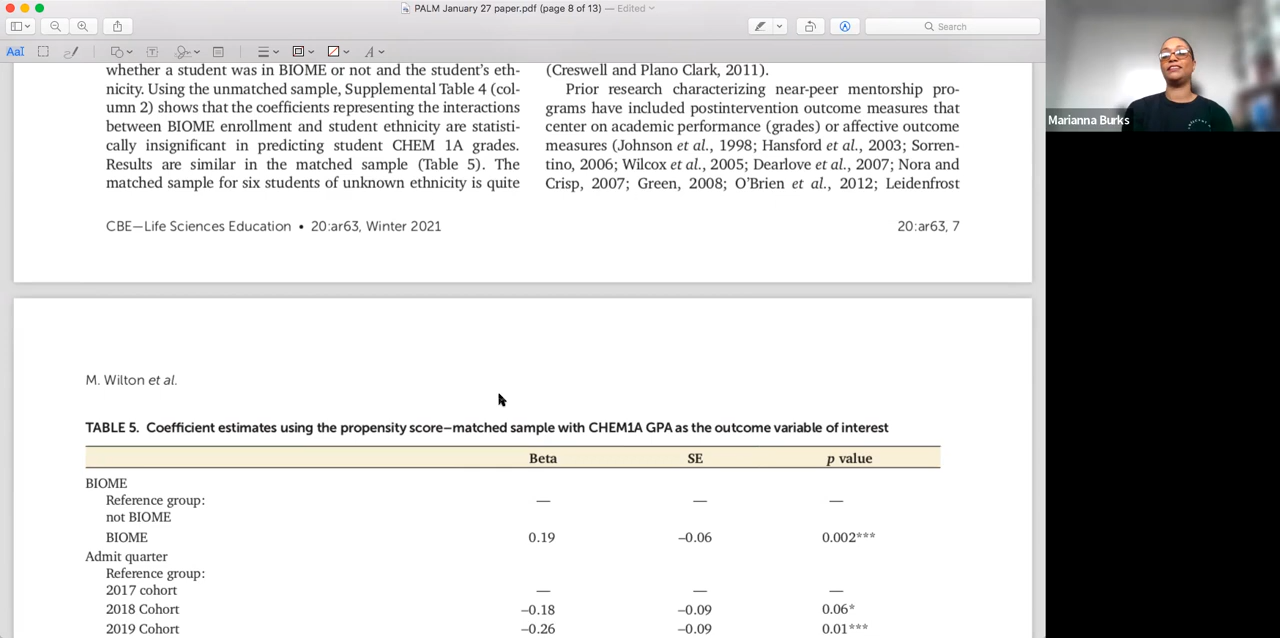 PALM January 27 paper.pdf (page 8 of 13) — Edited
Search
AaI
A
whether a student was in BIOME or not and the student's eth-
nicity. Using the unmatched sample, Supplemental Table 4 (col-
umn 2) shows that the coefficients representing the interactions
between BIOME enrollment and student ethnicity are statisti-
cally insignificant in predicting student CHEM 1A grades.
Results are similar in the matched sample (Table 5). The
matched sample for six students of unknown ethnicity is quite
(Creswell and Plano Clark, 2011).
Prior research characterizing near-peer mentorship pro-
grams have included postintervention outcome measures that
center on academic performance (grades) or affective outcome
measures (Johnson et al., 1998; Hansford et al., 2003; Sorren-
tino, 2006; Wilcox et al., 2005; Dearlove et al., 2007; Nora and
Crisp, 2007; Green, 2008; O'Brien et al., 2012; Leidenfrost
CBE—Life Sciences Education • 20:ar63, Winter 2021
20:ar63, 7
M. Wilton et al.
TABLE 5. Coefficient estimates using the propensity score–matched sample with CHEM1A GPA as the outcome variable of interest
Beta SE p value
BIOME
Reference group: — — —
not BIOME
BIOME 0.19 –0.06 0.002***
Admit quarter
Reference group:
2017 cohort — — —
2018 Cohort –0.18 –0.09 0.06*
2019 Cohort –0.26 –0.09 0.01***
Marianna Burks